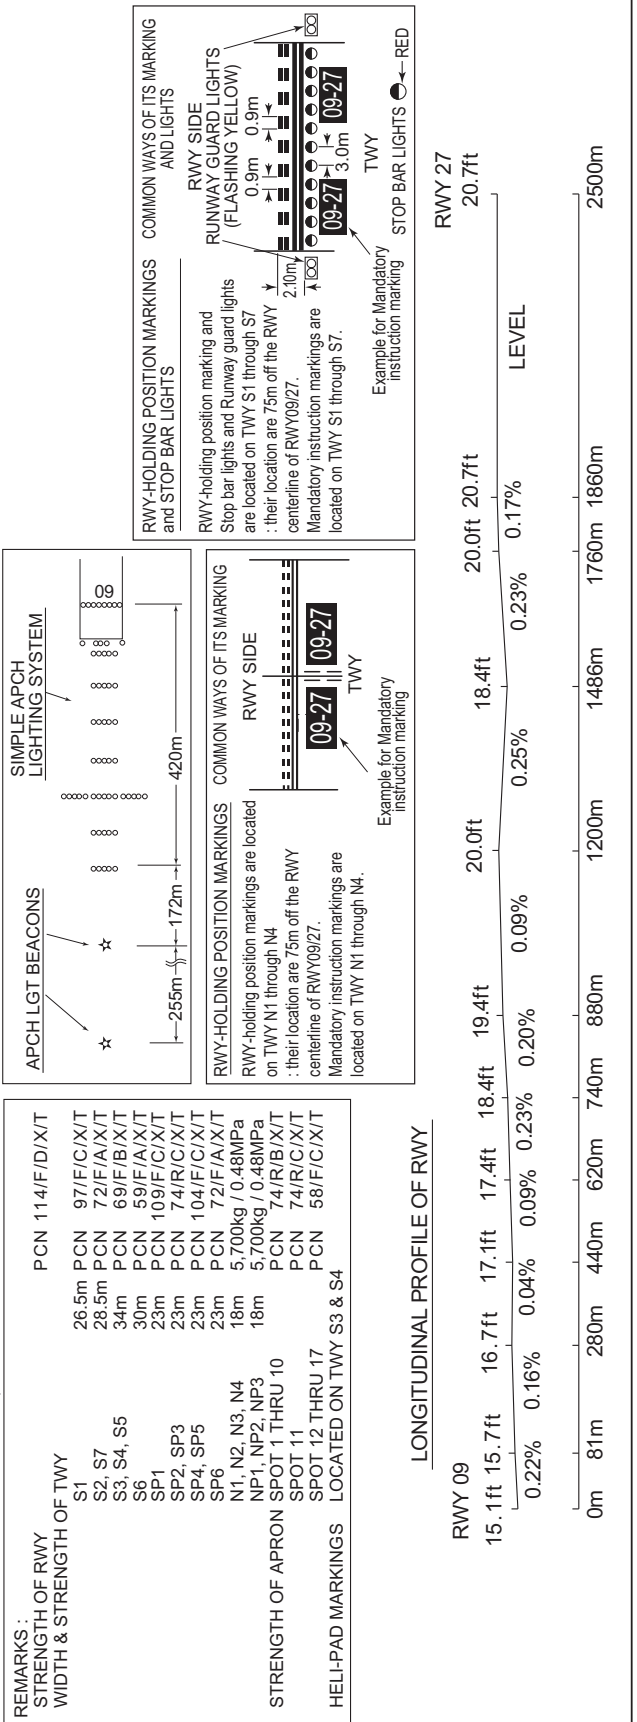 REMARKS :
STRENGTH OF RWY PCN 114/F/D/X/T
WIDTH & STRENGTH OF TWY
S1 26.5m PCN 97/F/C/X/T
S2, S7 28.5m PCN 72/F/A/X/T
S3, S4, S5 34m PCN 69/F/B/X/T
S6 30m PCN 59/F/A/X/T
SP1 23m PCN 109/F/C/X/T
SP2, SP3 23m PCN 74/R/C/X/T
SP4, SP5 23m PCN 104/F/C/X/T
SP6 23m PCN 72/F/A/X/T
N1, N2, N3, N4 18m 5,700kg / 0.48MPa
NP1, NP2, NP3 18m 5,700kg / 0.48MPa
STRENGTH OF APRON SPOT 1 THRU 10 PCN 74/R/B/X/T
SPOT 11 PCN 74/R/C/X/T
SPOT 12 THRU 17 PCN 58/F/C/X/T
HELI-PAD MARKINGS LOCATED ON TWY S3 & S4
APCH LGT BEACONS
SIMPLE APCH
LIGHTING SYSTEM
09
255m
172m
420m
RWY-HOLDING POSITION MARKINGS
RWY-holding position markings are located
on TWY N1 through N4
: their location are 75m off the RWY
centerline of RWY09/27.
Mandatory instruction markings are
located on TWY N1 through N4.
COMMON WAYS OF ITS MARKING
RWY SIDE
09-27 09-27
TWY
Example for Mandatory
instruction marking
RWY-HOLDING POSITION MARKINGS
and STOP BAR LIGHTS
RWY-holding position marking and
Stop bar lights and Runway guard lights
are located on TWY S1 through S7
: their location are 75m off the RWY
centerline of RWY09/27.
Mandatory instruction markings are
located on TWY S1 through S7.
COMMON WAYS OF ITS MARKING
AND LIGHTS
RWY SIDE
RUNWAY GUARD LIGHTS
(FLASHING YELLOW)
0.9m 0.9m
2.10m
09-27 09-27
3.0m
TWY
Example for Mandatory
instruction marking
STOP BAR LIGHTS RED
LONGITUDINAL PROFILE OF RWY
RWY 09 RWY 27
15.1ft 15.7ft 16.7ft 17.1ft 17.4ft 18.4ft 19.4ft 20.0ft 18.4ft 20.0ft 20.7ft 20.7ft
0.22% 0.16% 0.04% 0.09% 0.23% 0.20% 0.09% 0.25% 0.23% 0.17% LEVEL
0m 81m 280m 440m 620m 740m 880m 1200m 1486m 1760m 1860m 2500m